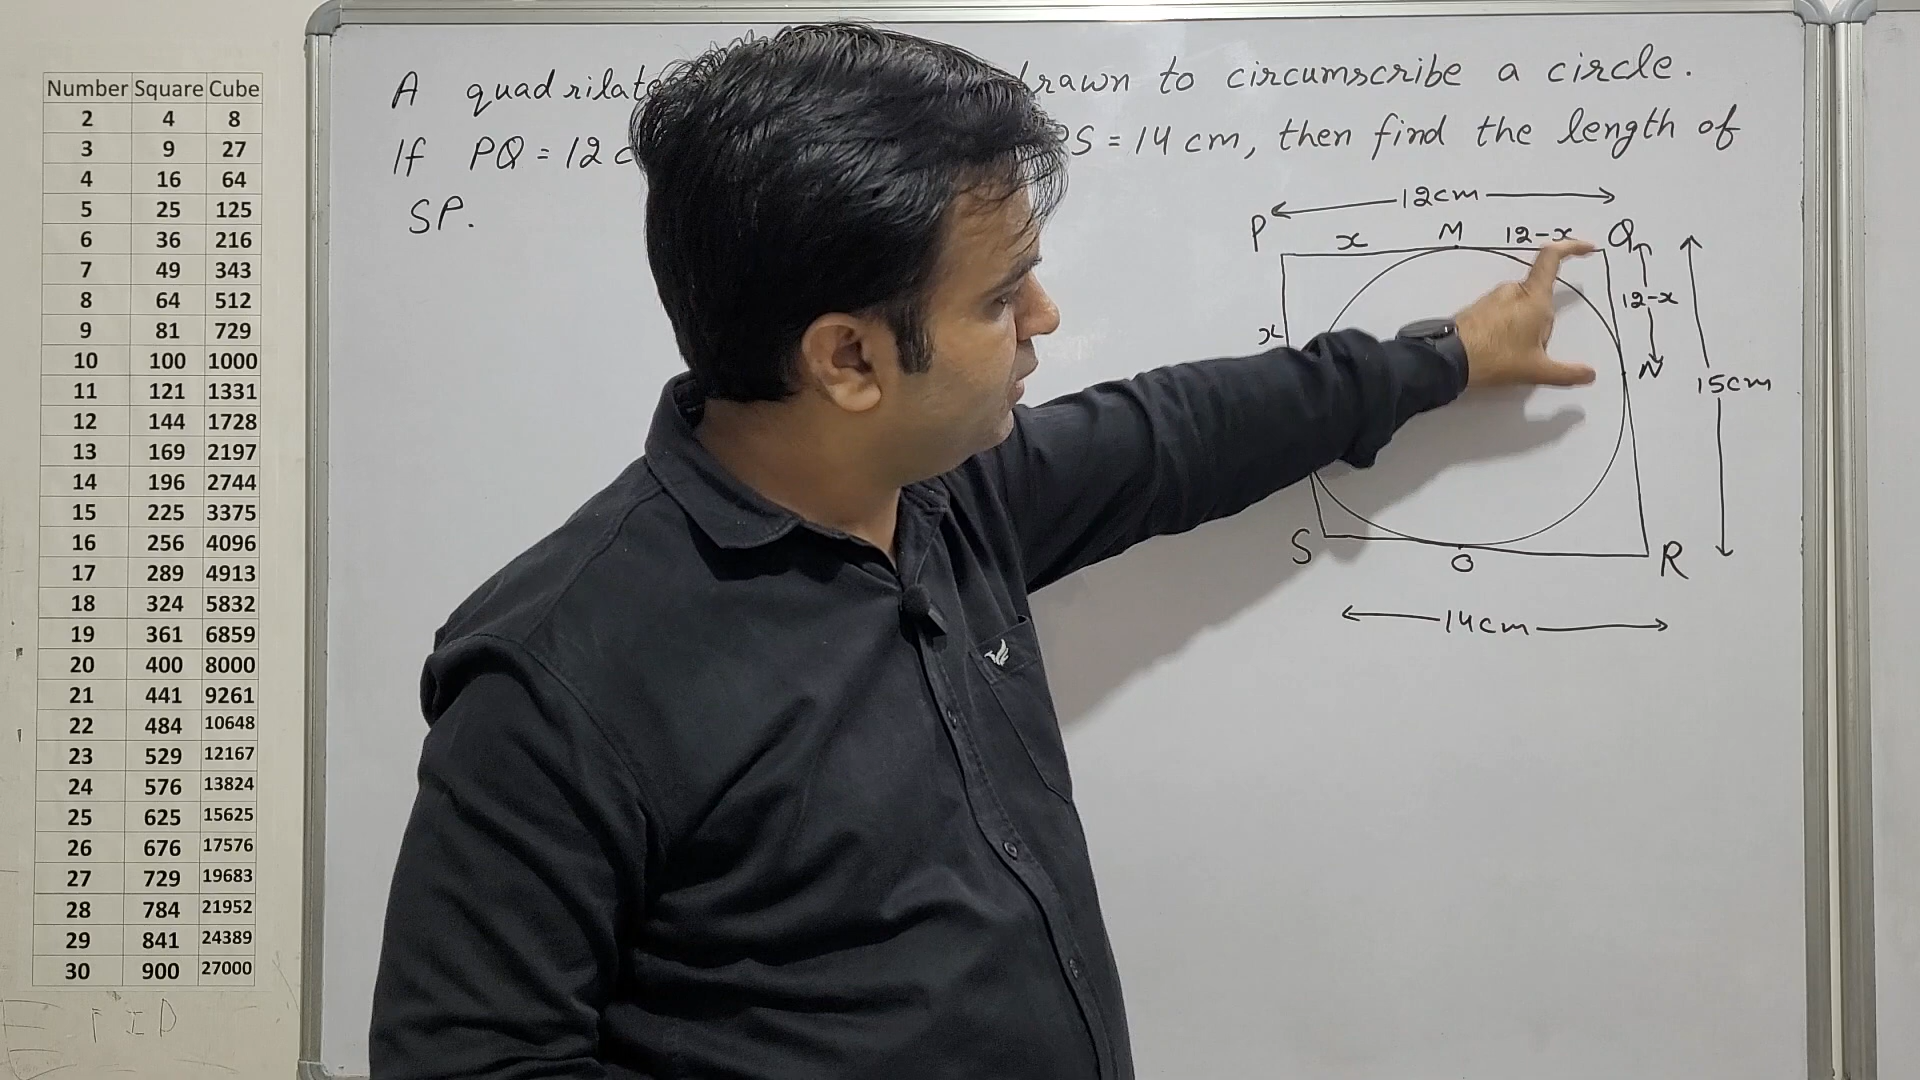 Number Square Cube
2 4 8
3 9 27
4 16 64
5 25 125
6 36 216
7 49 343
8 64 512
9 81 729
10 100 1000
11 121 1331
12 144 1728
13 169 2197
14 196 2744
15 225 3375
16 256 4096
17 289 4913
18 324 5832
19 361 6859
20 400 8000
21 441 9261
22 484 10648
23 529 12167
24 576 13824
25 625 15625
26 676 17576
27 729 19683
28 784 21952
29 841 24389
30 900 27000
A circumscribe a circle.
If PQ = 12 = 14 cm, then find the length of
SP.
12cm
P x M 12-x Q
12-x
x
N
15cm
S O R
14cm